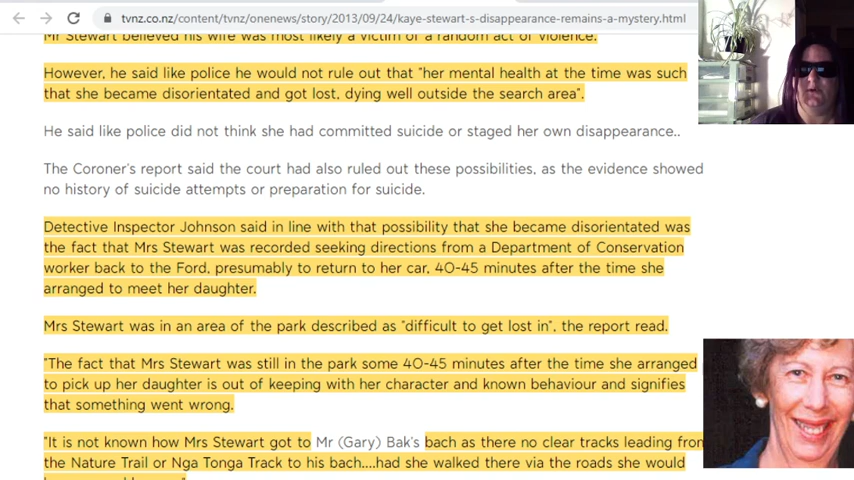 tvnz.co.nz/content/tvnz/onenews/story/2013/09/24/kaye-stewart-s-disappearance-remains-a-mystery.html
Mr Stewart believed his wife was most likely a victim of a random act of violence.
However, he said like police he would not rule out that "her mental health at the time was such
that she became disorientated and got lost, dying well outside the search area".
He said like police did not think she had committed suicide or staged her own disappearance..
The Coroner's report said the court had also ruled out these possibilities, as the evidence showed
no history of suicide attempts or preparation for suicide.
Detective Inspector Johnson said in line with that possibility that she became disorientated was
the fact that Mrs Stewart was recorded seeking directions from a Department of Conservation
worker back to the Ford, presumably to return to her car, 40-45 minutes after the time she
arranged to meet her daughter.
Mrs Stewart was in an area of the park described as "difficult to get lost in", the report read.
"The fact that Mrs Stewart was still in the park some 40-45 minutes after the time she arranged
to pick up her daughter is out of keeping with her character and known behaviour and signifies
that something went wrong.
"It is not known how Mrs Stewart got to Mr (Gary) Bak's bach as there no clear tracks leading from
the Nature Trail or Nga Tonga Track to his bach....had she walked there via the roads she would